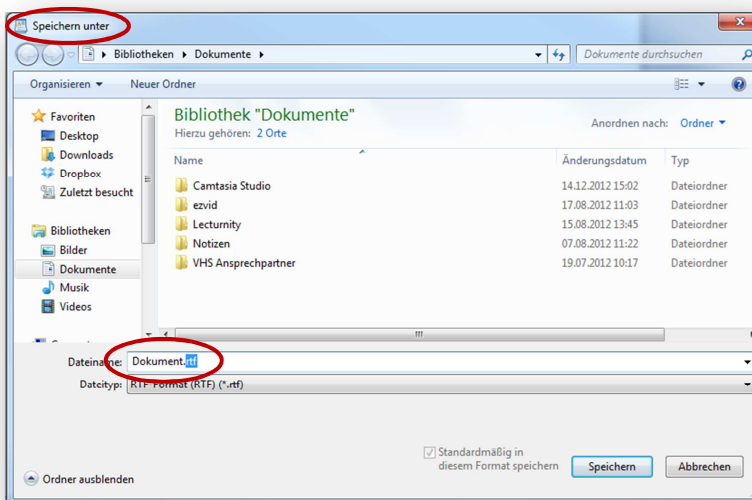 Speichern unter
Bibliotheken Dokumente
Dokumente durchsuchen
Organisieren Neuer Ordner
Favoriten
Desktop
Downloads
Dropbox
Zuletzt besucht
Bibliotheken
Bilder
Dokumente
Musik
Videos
Bibliothek "Dokumente"
Hierzu gehören: 2 Orte
Anordnen nach: Ordner
Name Änderungsdatum Typ
Camtasia Studio 14.12.2012 15:02 Dateiordner
ezvid 17.08.2012 11:03 Dateiordner
Lecturnity 15.08.2012 13:45 Dateiordner
Notizen 07.08.2012 11:22 Dateiordner
VHS Ansprechpartner 19.07.2012 10:17 Dateiordner
Dateiname: Dokument.rtf
Dateityp: RTF-Format (RTF) (*.rtf)
Standardmäßig in
diesem Format speichern
Speichern Abbrechen
Ordner ausblenden